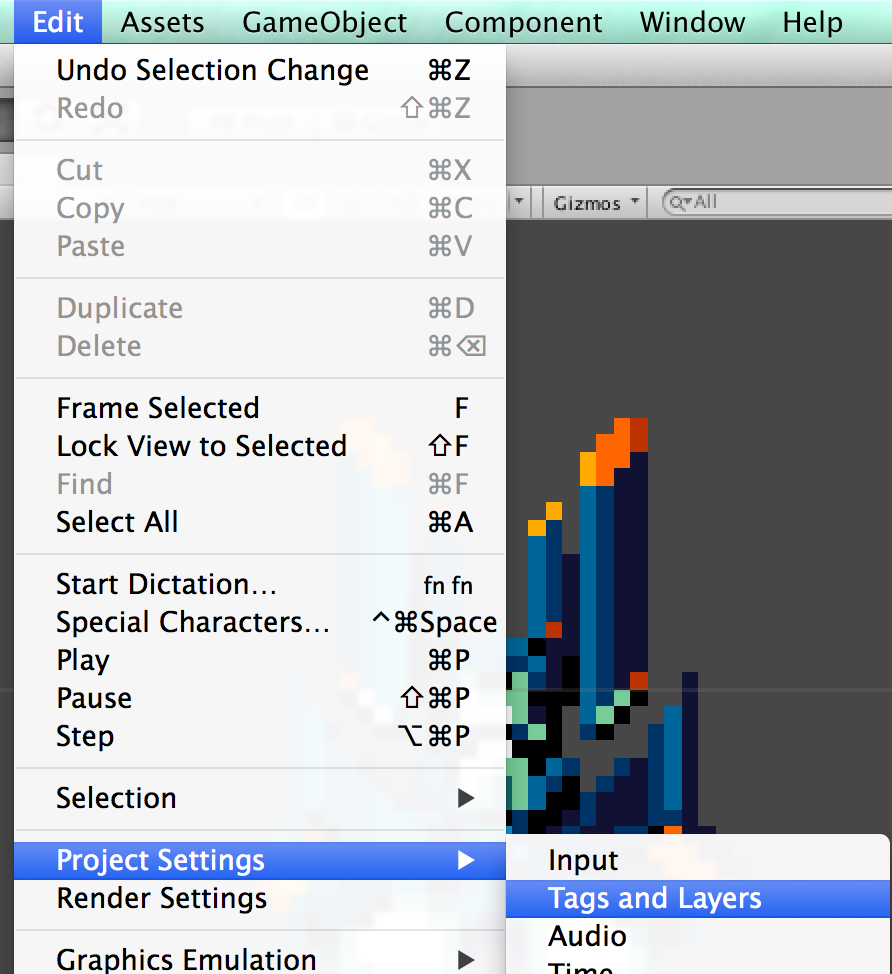 Edit Assets GameObject Component Window Help
Undo Selection Change ⌘Z
Redo ⇧⌘Z
Cut ⌘X
Copy ⌘C
Paste ⌘V
Duplicate ⌘D
Delete ⌘⌫
Frame Selected F
Lock View to Selected ⇧F
Find ⌘F
Select All ⌘A
Start Dictation... fn fn
Special Characters... ^⌘Space
Play ⌘P
Pause ⇧⌘P
Step ⌥⌘P
Selection ▶
Project Settings ▶
Render Settings
Graphics Emulation ▶
Gizmos
All
Input
Tags and Layers
Audio
Time